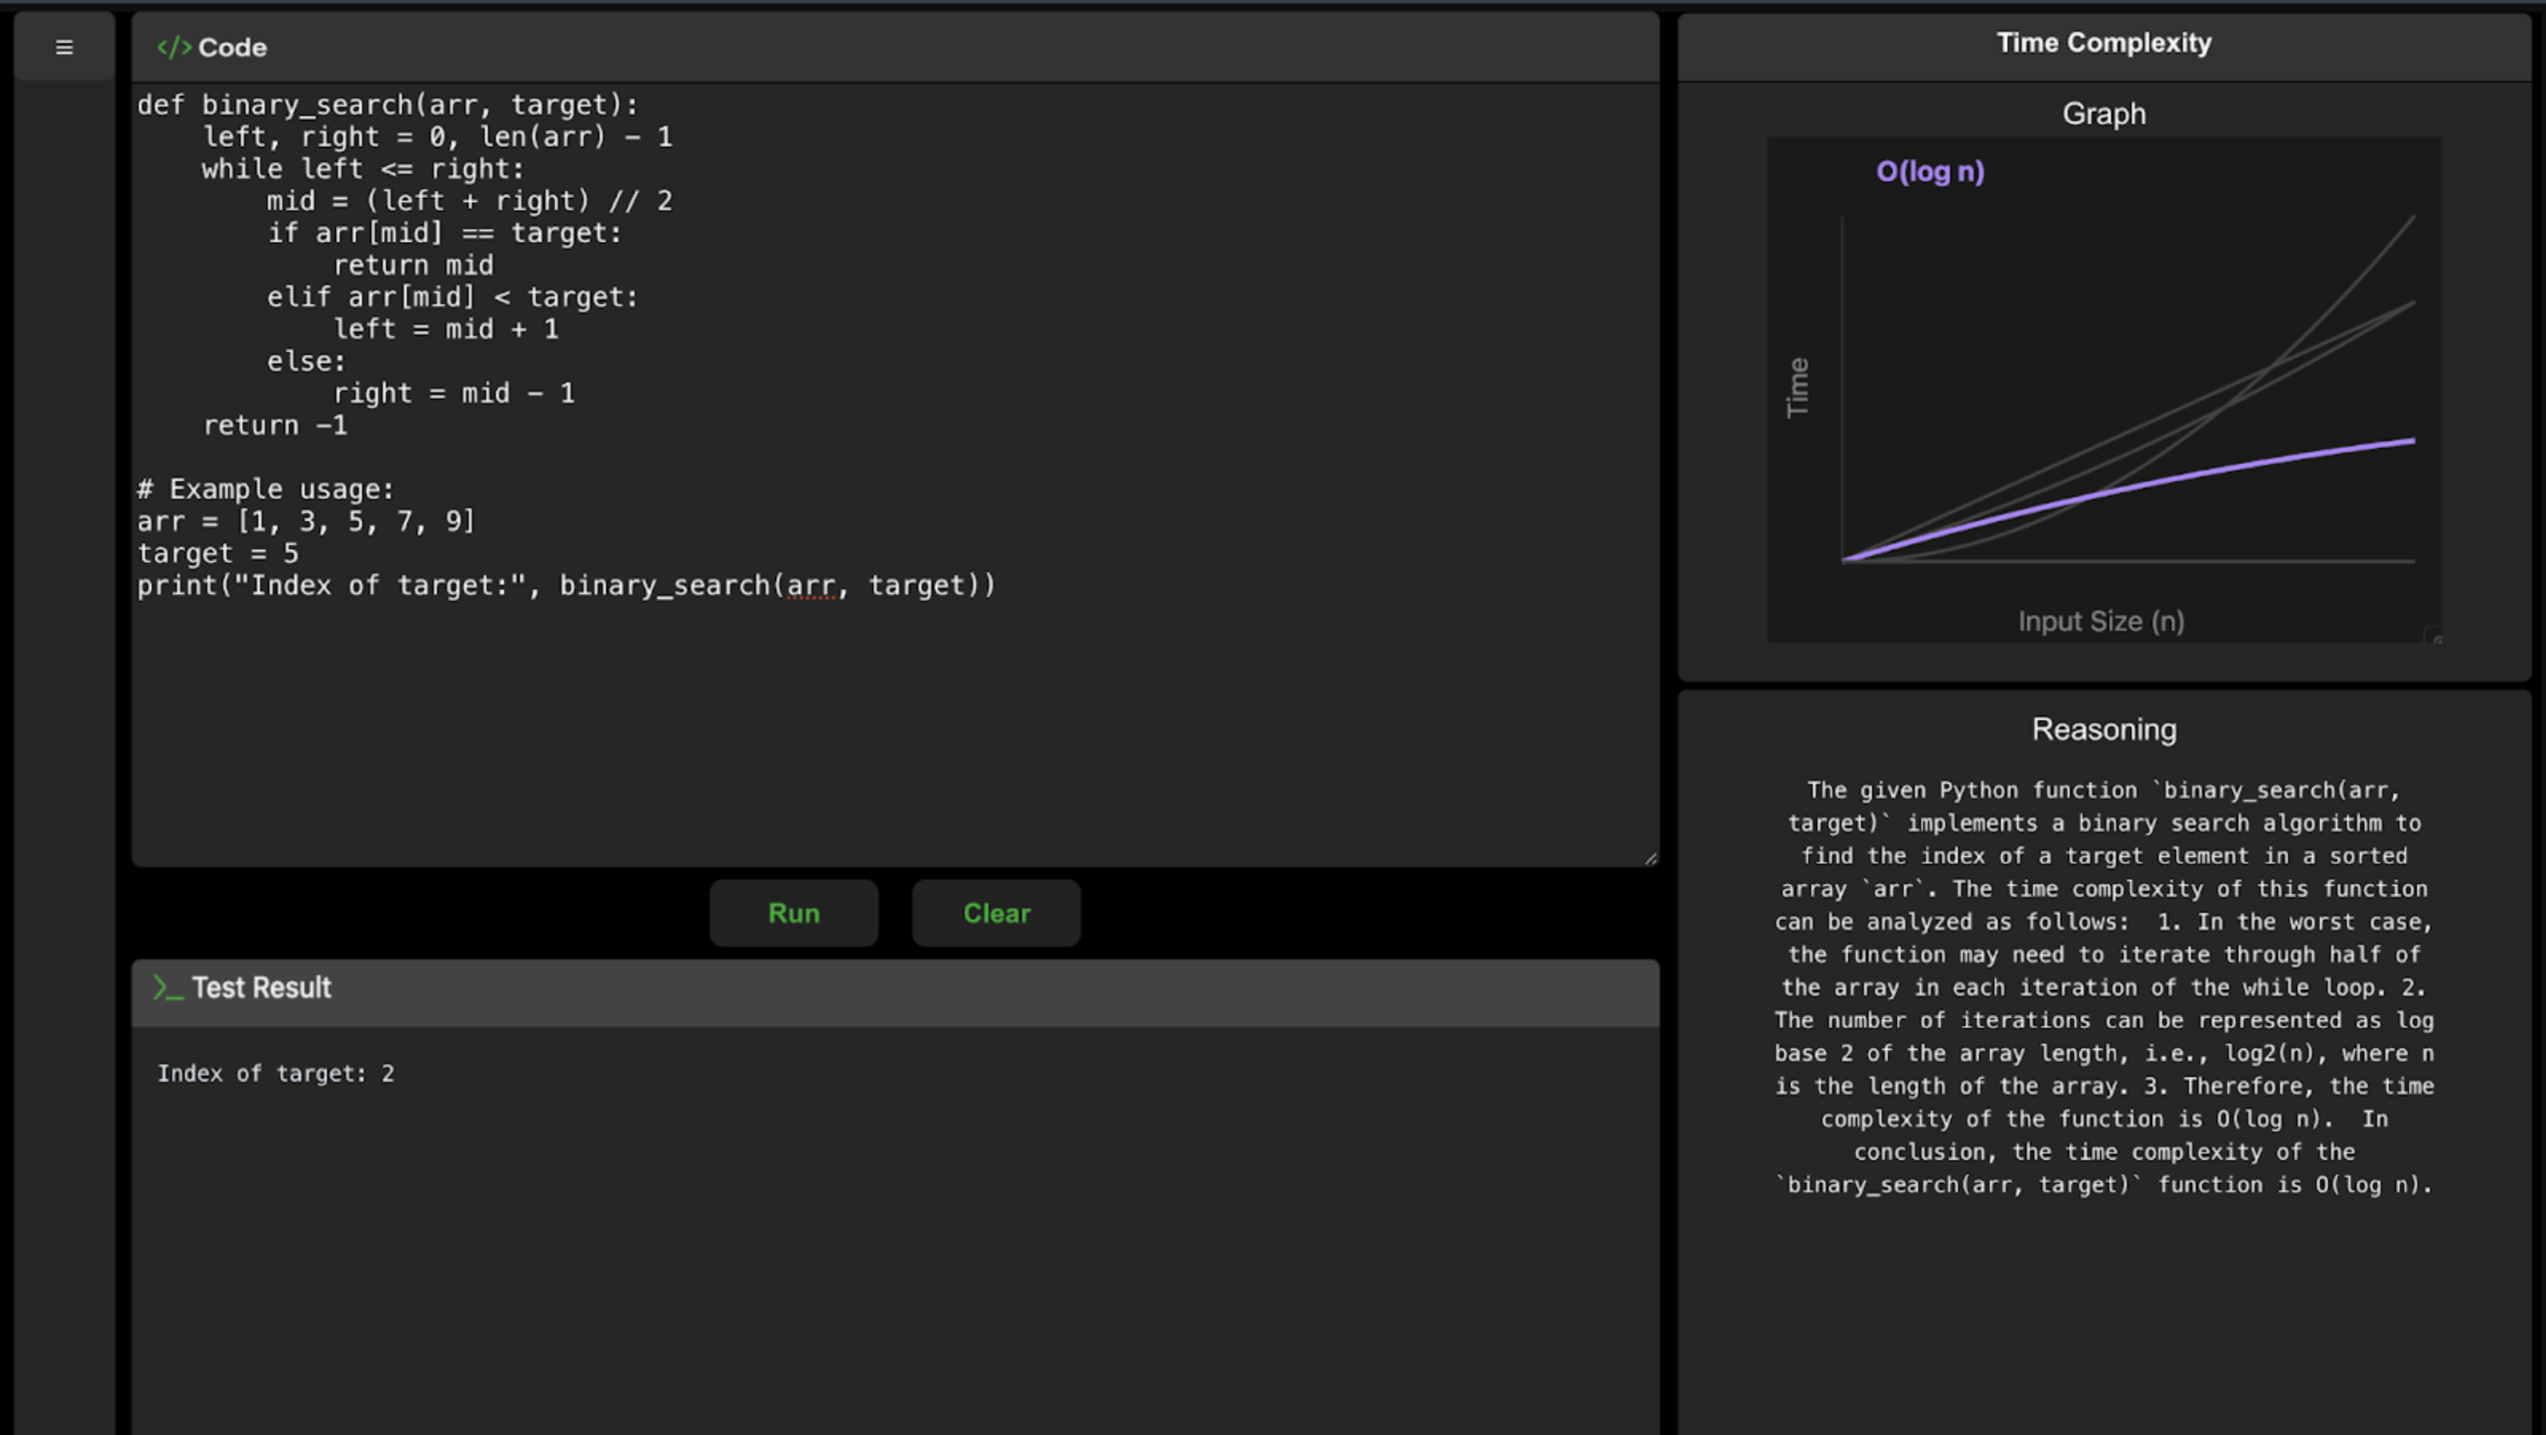 ☰
</> Code
def binary_search(arr, target):
    left, right = 0, len(arr) - 1
    while left <= right:
        mid = (left + right) // 2
        if arr[mid] == target:
            return mid
        elif arr[mid] < target:
            left = mid + 1
        else:
            right = mid - 1
    return -1

# Example usage:
arr = [1, 3, 5, 7, 9]
target = 5
print("Index of target:", binary_search(arr, target))
Run
Clear
>_ Test Result
Index of target: 2
Time Complexity
Graph
O(log n)
Time
Input Size (n)
Reasoning
The given Python function `binary_search(arr,
target)` implements a binary search algorithm to
find the index of a target element in a sorted
array `arr`. The time complexity of this function
can be analyzed as follows:  1. In the worst case,
the function may need to iterate through half of
the array in each iteration of the while loop. 2.
The number of iterations can be represented as log
base 2 of the array length, i.e., log2(n), where n
is the length of the array. 3. Therefore, the time
complexity of the function is O(log n).  In
conclusion, the time complexity of the
`binary_search(arr, target)` function is O(log n).